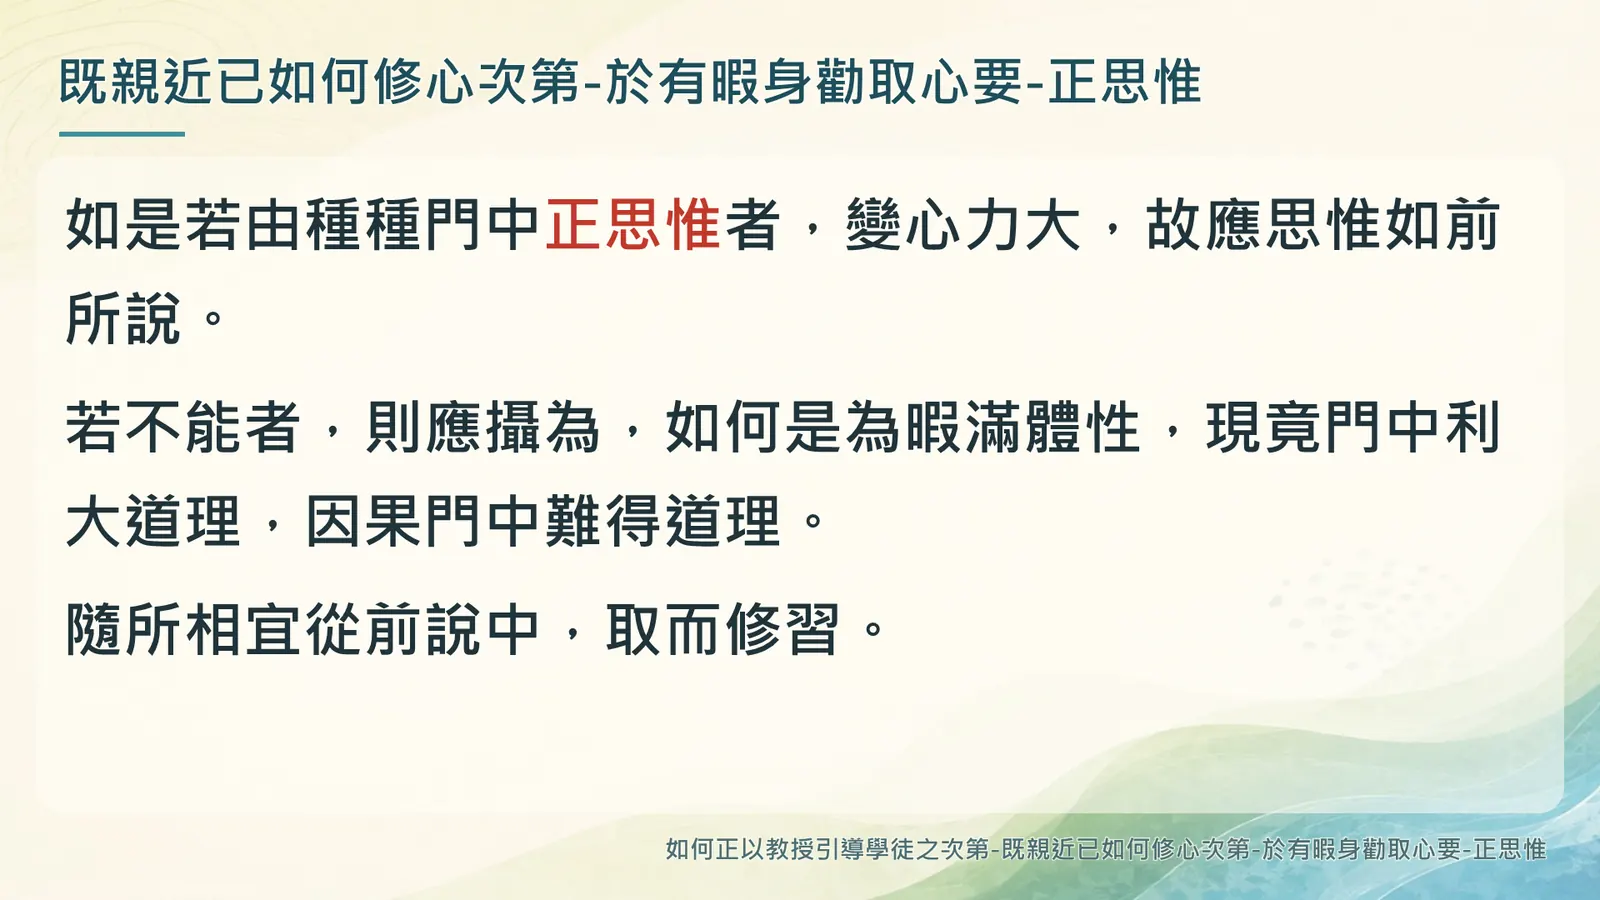 既親近已如何修心次第-於有暇身勸取心要-正思惟
如是若由種種門中正思惟者，變心力大，故應思惟如前
所說。
若不能者，則應攝為，如何是為暇滿體性，現竟門中利
大道理，因果門中難得道理。
隨所相宜從前說中，取而修習。
如何正以教授引導學徒之次第-既親近已如何修心次第-於有暇身勸取心要-正思惟